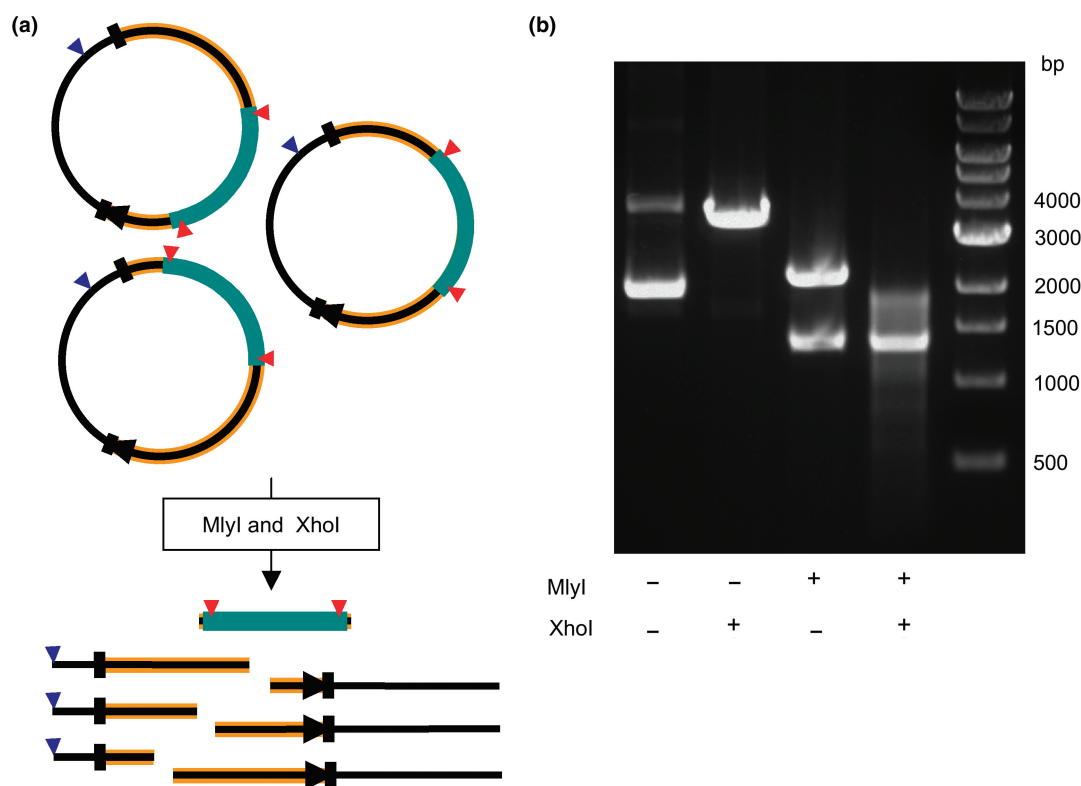 (a)
MlyI and XhoI
(b)
bp
4000
3000
2000
1500
1000
500
MlyI – – + +
XhoI – + – +